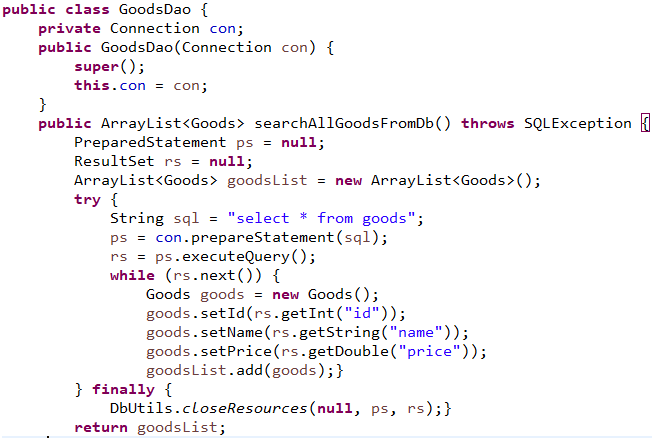 public class GoodsDao {
    private Connection con;
    public GoodsDao(Connection con) {
        super();
        this.con = con;
    }
    public ArrayList<Goods> searchAllGoodsFromDb() throws SQLException {
        PreparedStatement ps = null;
        ResultSet rs = null;
        ArrayList<Goods> goodsList = new ArrayList<Goods>();
        try {
            String sql = "select * from goods";
            ps = con.prepareStatement(sql);
            rs = ps.executeQuery();
            while (rs.next()) {
                Goods goods = new Goods();
                goods.setId(rs.getInt("id"));
                goods.setName(rs.getString("name"));
                goods.setPrice(rs.getDouble("price"));
                goodsList.add(goods);}
        } finally {
            DbUtils.closeResources(null, ps, rs);}
        return goodsList;